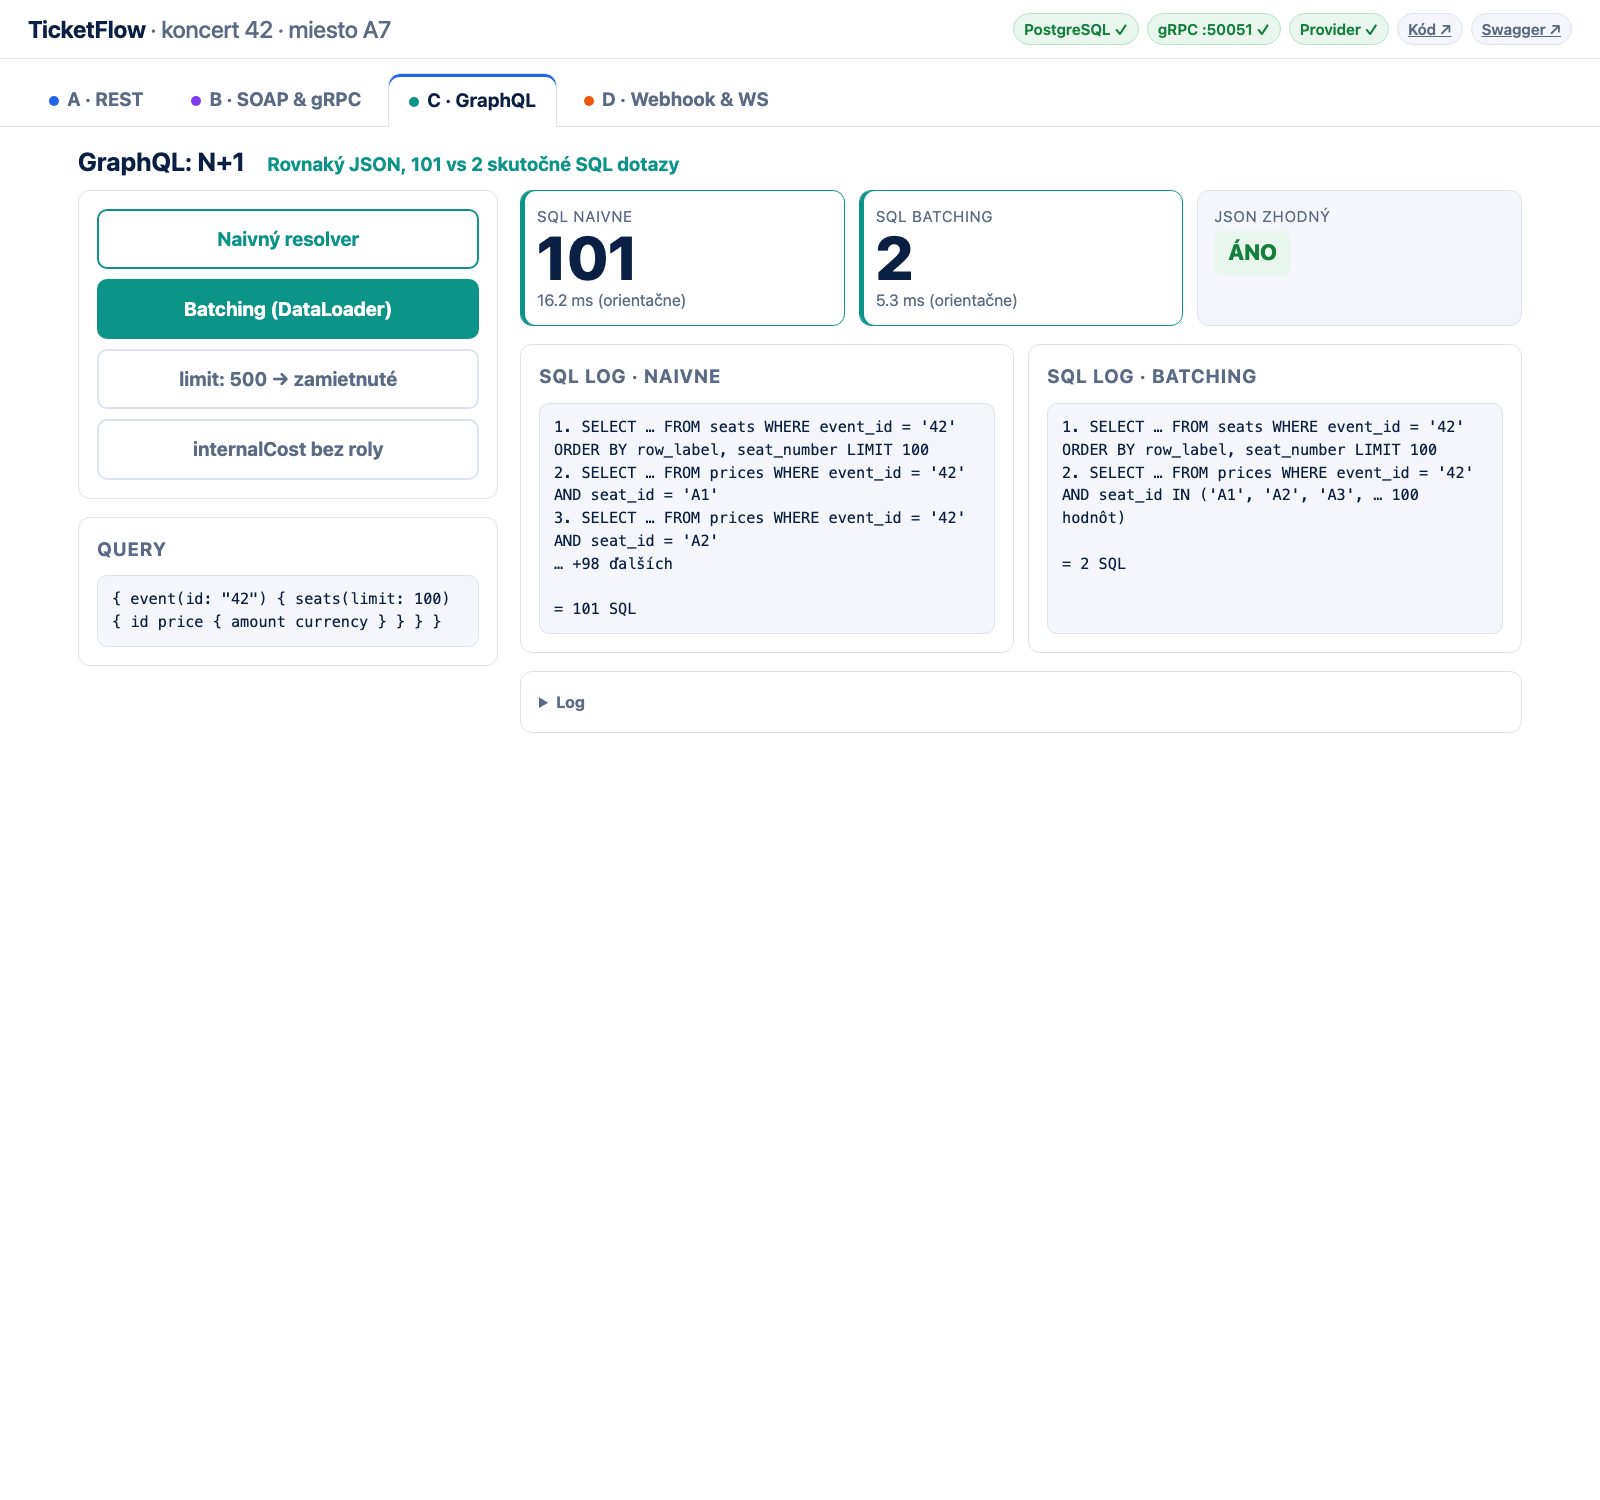 TicketFlow · koncert 42 · miesto A7
PostgreSQL ✓
gRPC :50051 ✓
Provider ✓
Kód ↗
Swagger ↗
A · REST
B · SOAP & gRPC
C · GraphQL
D · Webhook & WS
GraphQL: N+1
Rovnaký JSON, 101 vs 2 skutočné SQL dotazy
Naivný resolver
Batching (DataLoader)
limit: 500 → zamietnuté
internalCost bez roly
QUERY
{ event(id: "42") { seats(limit: 100)
{ id price { amount currency } } } }
SQL NAIVNE
101
16.2 ms (orientačne)
SQL BATCHING
2
5.3 ms (orientačne)
JSON ZHODNÝ
ÁNO
SQL LOG · NAIVNE
1. SELECT … FROM seats WHERE event_id = '42'
ORDER BY row_label, seat_number LIMIT 100
2. SELECT … FROM prices WHERE event_id = '42'
AND seat_id = 'A1'
3. SELECT … FROM prices WHERE event_id = '42'
AND seat_id = 'A2'
… +98 ďalších
= 101 SQL
SQL LOG · BATCHING
1. SELECT … FROM seats WHERE event_id = '42'
ORDER BY row_label, seat_number LIMIT 100
2. SELECT … FROM prices WHERE event_id = '42'
AND seat_id IN ('A1', 'A2', 'A3', … 100
hodnôt)
= 2 SQL
▶ Log